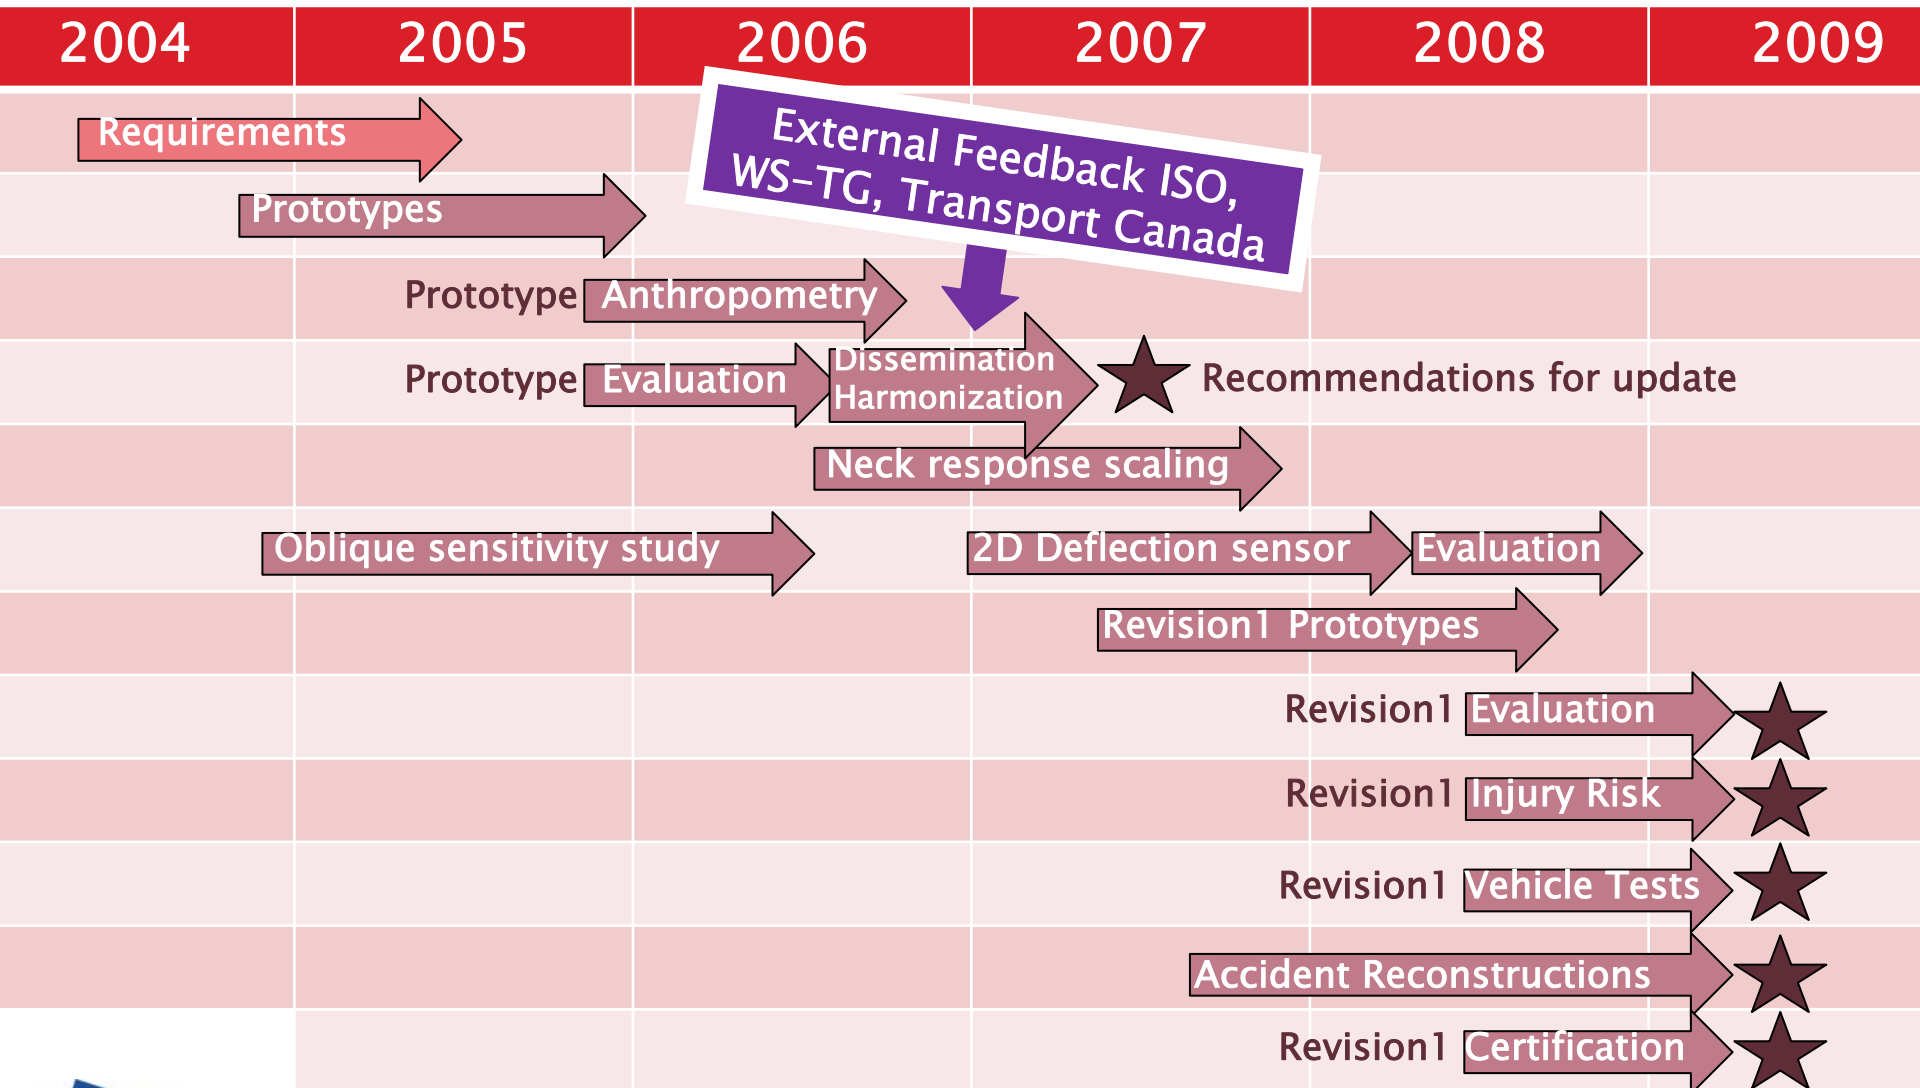 2004 2005 2006 2007 2008 2009
Requirements
External Feedback ISO,
WS-TG, Transport Canada
Prototypes
Prototype Anthropometry
Prototype Evaluation
Dissemination
Harmonization
Recommendations for update
Neck response scaling
Oblique sensitivity study 2D Deflection sensor Evaluation
Revision1 Prototypes
Revision1 Evaluation
Revision1 Injury Risk
Revision1 Vehicle Tests
Accident Reconstructions
Revision1 Certification